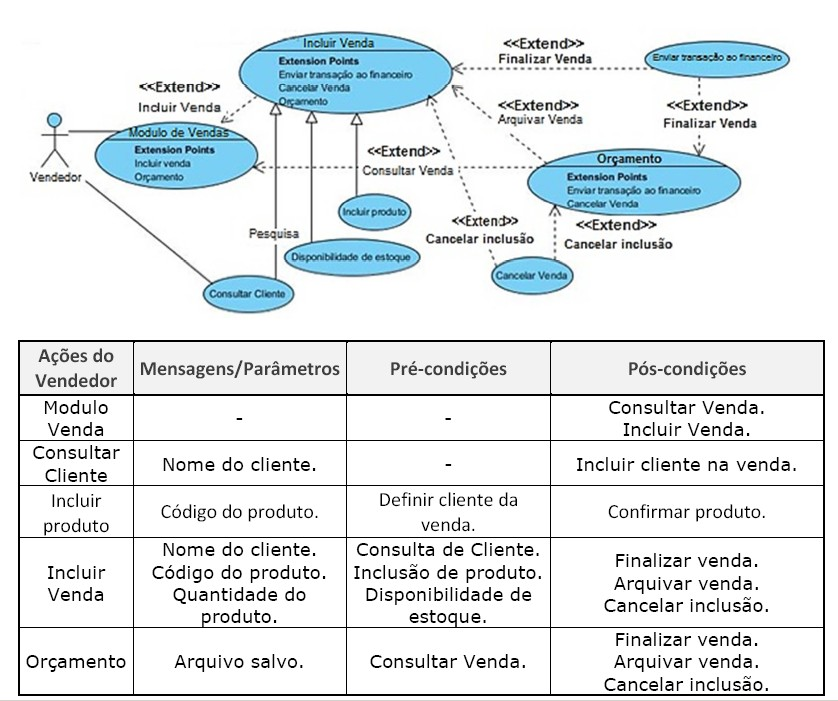 Incluir Venda
Extension Points
Enviar transação ao financeiro
Cancelar Venda
Orçamento
<<Extend>>
Finalizar Venda
Enviar transação ao financeiro
<<Extend>>
Incluir Venda
<<Extend>>
Arquivar Venda
<<Extend>>
Finalizar Venda
Vendedor
Modulo de Vendas
Extension Points
Incluir venda
Orçamento
<<Extend>>
Consultar Venda
Orçamento
Extension Points
Enviar transação ao financeiro
Cancelar Venda
Incluir produto
Pesquisa
<<Extend>>
Cancelar inclusão
<<Extend>>
Cancelar inclusão
Disponibilidade de estoque
Cancelar Venda
Consultar Cliente
Ações do
Vendedor
Mensagens/Parâmetros
Pré-condições
Pós-condições
Modulo
Venda
-
-
Consultar Venda.
Incluir Venda.
Consultar
Cliente
Nome do cliente.
-
Incluir cliente na venda.
Incluir
produto
Código do produto.
Definir cliente da
venda.
Confirmar produto.
Incluir
Venda
Nome do cliente.
Código do produto.
Quantidade do
produto.
Consulta de Cliente.
Inclusão de produto.
Disponibilidade de
estoque.
Finalizar venda.
Arquivar venda.
Cancelar inclusão.
Orçamento
Arquivo salvo.
Consultar Venda.
Finalizar venda.
Arquivar venda.
Cancelar inclusão.